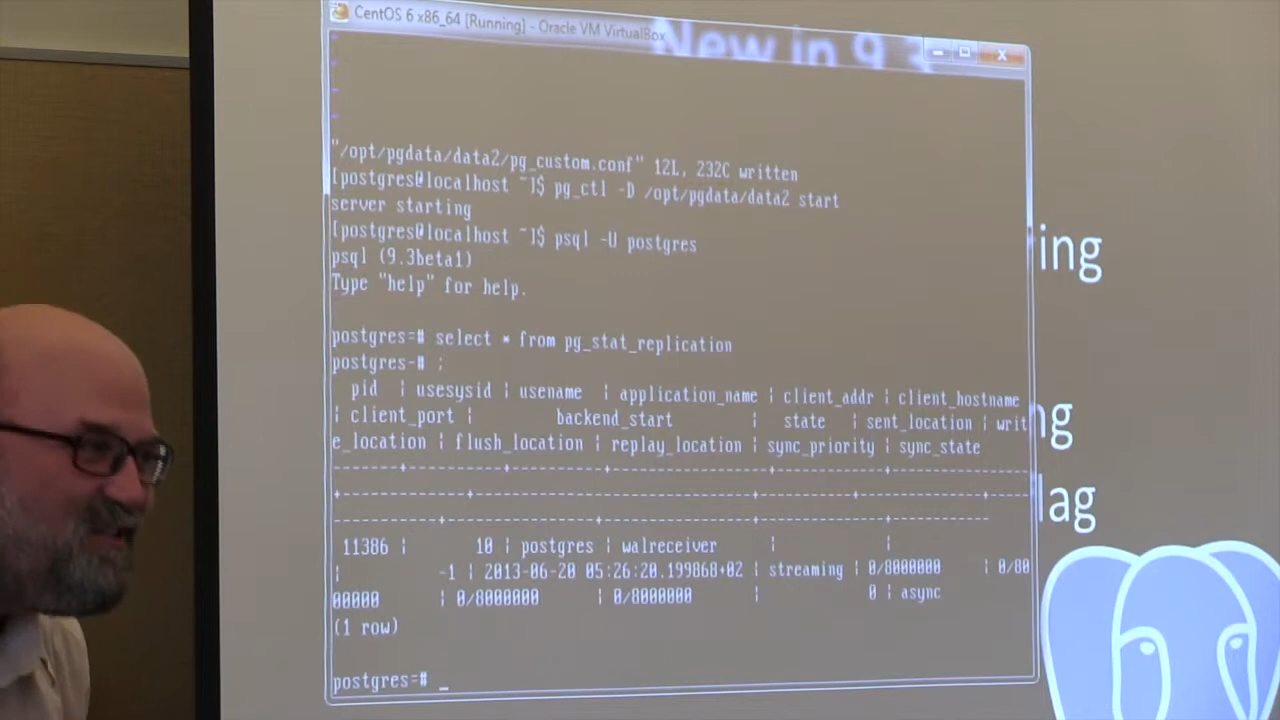 CentOS 6 x86_64 [Running] - Oracle VM VirtualBox
New in 9.3
~
~
~
~
"/opt/pgdata/data2/pg_custom.conf" 12L, 232C written
[postgres@localhost ~]$ pg_ctl -D /opt/pgdata/data2 start
server starting
[postgres@localhost ~]$ psql -U postgres
psql (9.3beta1)
Type "help" for help.
ing
postgres=# select * from pg_stat_replication
postgres-# ;
pid | usesysid | usename | application_name | client_addr | client_hostname
| client_port | backend_start | state | sent_location | writ
e_location | flush_location | replay_location | sync_priority | sync_state
ng
-------+----------+----------+------------------+-------------+-----------------
+-------------+-------------------------------+-----------+---------------+-----
-----------+----------------+-----------------+---------------+------------
lag
11386 | 10 | postgres | walreceiver | |
| -1 | 2013-06-20 05:26:20.199868+02 | streaming | 0/8000000 | 0/80
00000 | 0/8000000 | 0/8000000 | 0 | async
(1 row)
postgres=# _